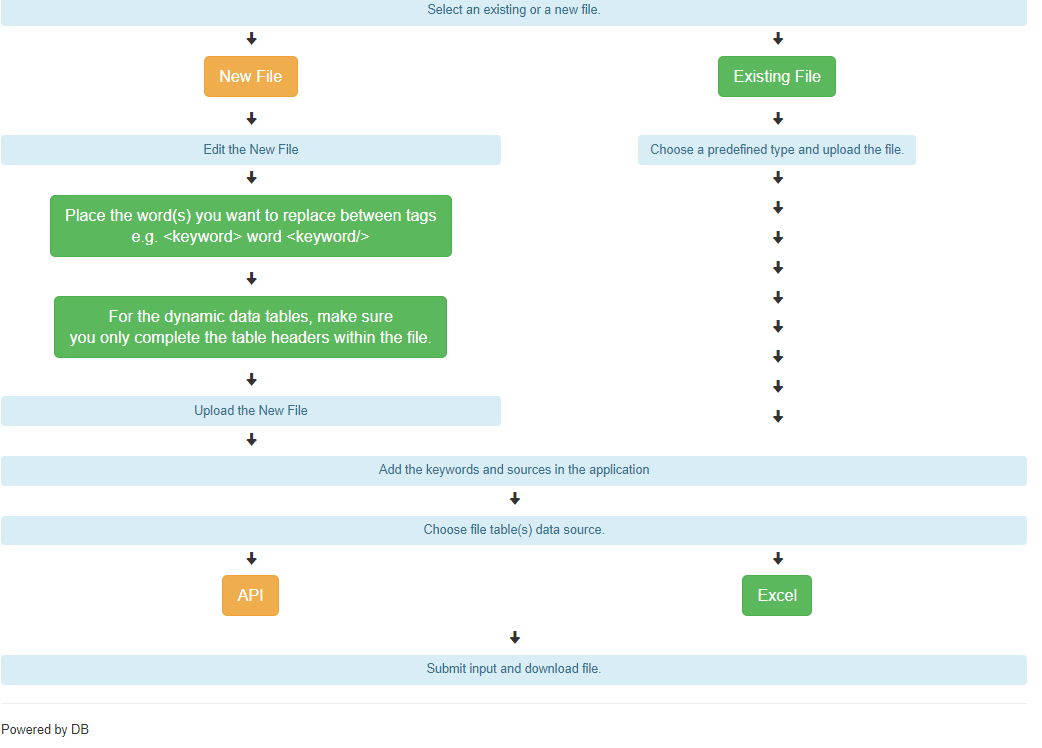 Select an existing or a new file.
New File
Existing File
Edit the New File
Choose a predefined type and upload the file.
Place the word(s) you want to replace between tags
e.g. <keyword> word <keyword/>
For the dynamic data tables, make sure
you only complete the table headers within the file.
Upload the New File
Add the keywords and sources in the application
Choose file table(s) data source.
API
Excel
Submit input and download file.
Powered by DB